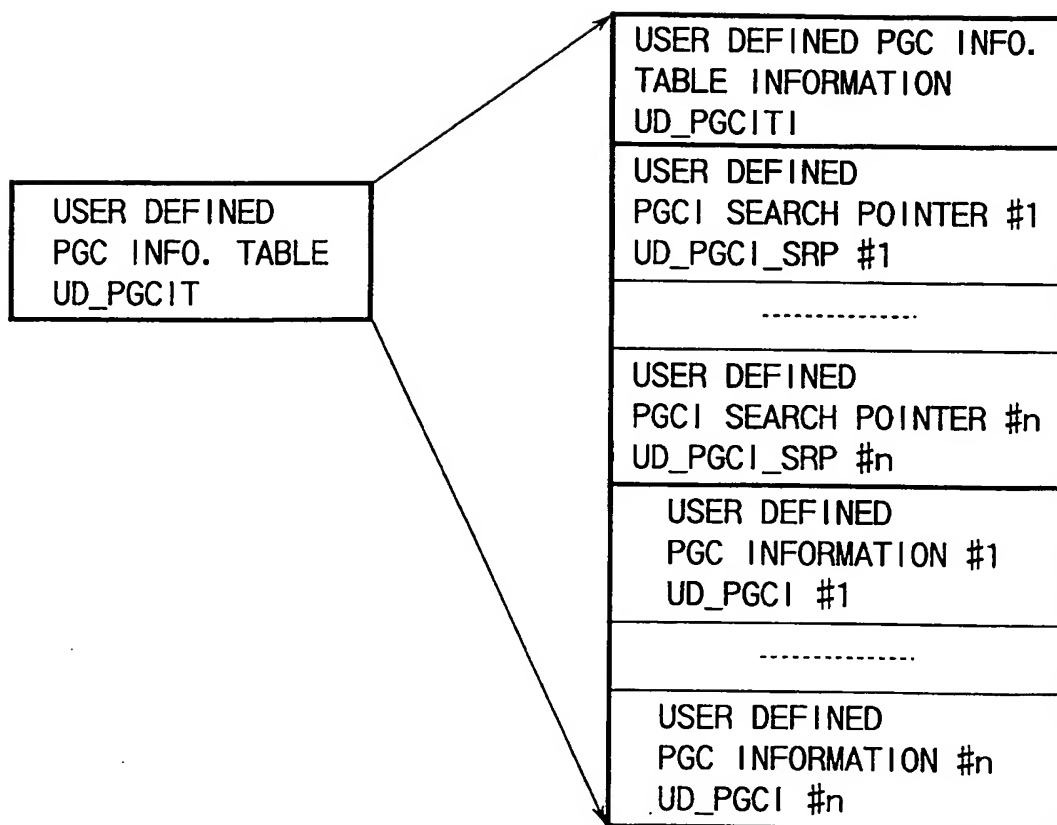 USER DEFINED
PGC INFO. TABLE
UD_PGCIT
USER DEFINED PGC INFO.
TABLE INFORMATION
UD_PGCITI
USER DEFINED
PGCI SEARCH POINTER #1
UD_PGCI_SRP #1
USER DEFINED
PGCI SEARCH POINTER #n
UD_PGCI_SRP #n
USER DEFINED
PGC INFORMATION #1
UD_PGCI #1
USER DEFINED
PGC INFORMATION #n
UD_PGCI #n